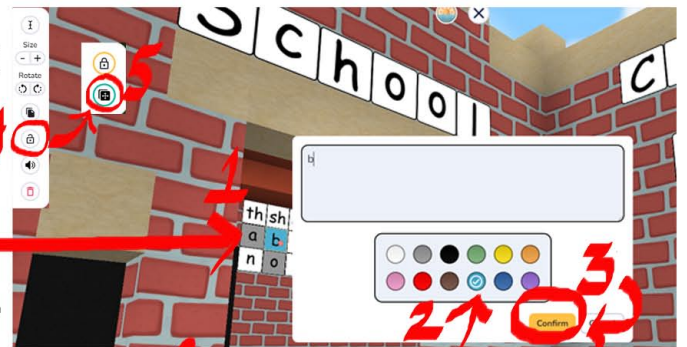 School C
Size
- +
Rotate
5
4
1
b
th sh
a b
n o
2
3
Confirm